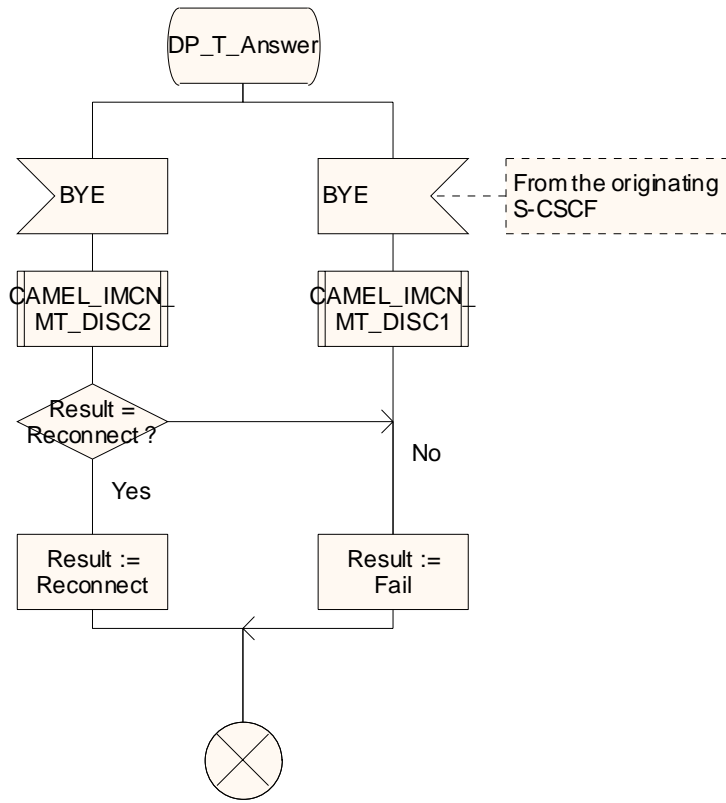 DP_T_Answer
BYE
BYE
From the originating
S-CSCF
CAMEL_IMCN_
MT_DISC2
CAMEL_IMCN_
MT_DISC1
Result =
Reconnect ?
No
Yes
Result :=
Reconnect
Result :=
Fail